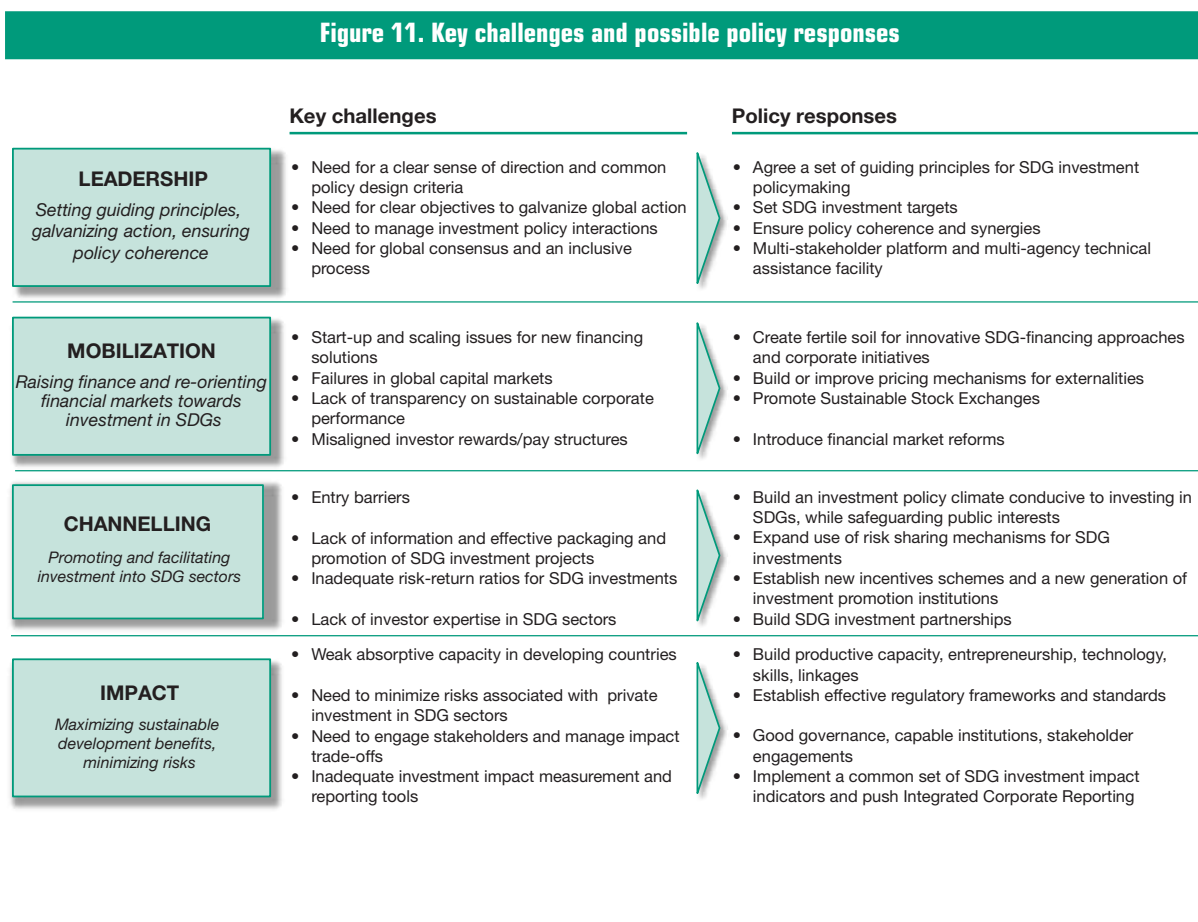 Figure 11. Key challenges and possible policy responses
Key challenges
Policy responses
LEADERSHIP
Setting guiding principles,
galvanizing action, ensuring
policy coherence
• Need for a clear sense of direction and common
policy design criteria
• Need for clear objectives to galvanize global action
• Need to manage investment policy interactions
• Need for global consensus and an inclusive
process
• Agree a set of guiding principles for SDG investment
policymaking
• Set SDG investment targets
• Ensure policy coherence and synergies
• Multi-stakeholder platform and multi-agency technical
assistance facility
MOBILIZATION
Raising finance and re-orienting
financial markets towards
investment in SDGs
• Start-up and scaling issues for new financing
solutions
• Failures in global capital markets
• Lack of transparency on sustainable corporate
performance
• Misaligned investor rewards/pay structures
• Create fertile soil for innovative SDG-financing approaches
and corporate initiatives
• Build or improve pricing mechanisms for externalities
• Promote Sustainable Stock Exchanges
• Introduce financial market reforms
CHANNELLING
Promoting and facilitating
investment into SDG sectors
• Entry barriers
• Lack of information and effective packaging and
promotion of SDG investment projects
• Inadequate risk-return ratios for SDG investments
• Lack of investor expertise in SDG sectors
• Build an investment policy climate conducive to investing in
SDGs, while safeguarding public interests
• Expand use of risk sharing mechanisms for SDG
investments
• Establish new incentives schemes and a new generation of
investment promotion institutions
• Build SDG investment partnerships
IMPACT
Maximizing sustainable
development benefits,
minimizing risks
• Weak absorptive capacity in developing countries
• Need to minimize risks associated with private
investment in SDG sectors
• Need to engage stakeholders and manage impact
trade-offs
• Inadequate investment impact measurement and
reporting tools
• Build productive capacity, entrepreneurship, technology,
skills, linkages
• Establish effective regulatory frameworks and standards
• Good governance, capable institutions, stakeholder
engagements
• Implement a common set of SDG investment impact
indicators and push Integrated Corporate Reporting